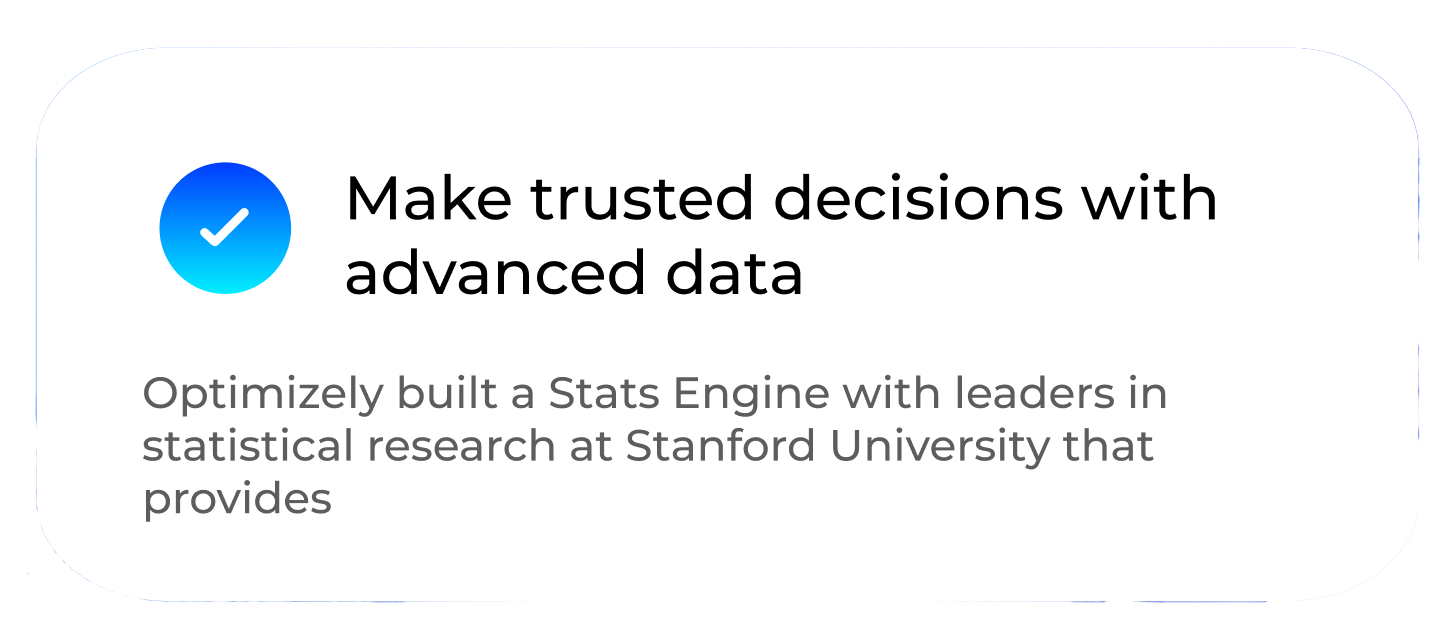 Make trusted decisions with
advanced data
Optimizely built a Stats Engine with leaders in
statistical research at Stanford University that
provides